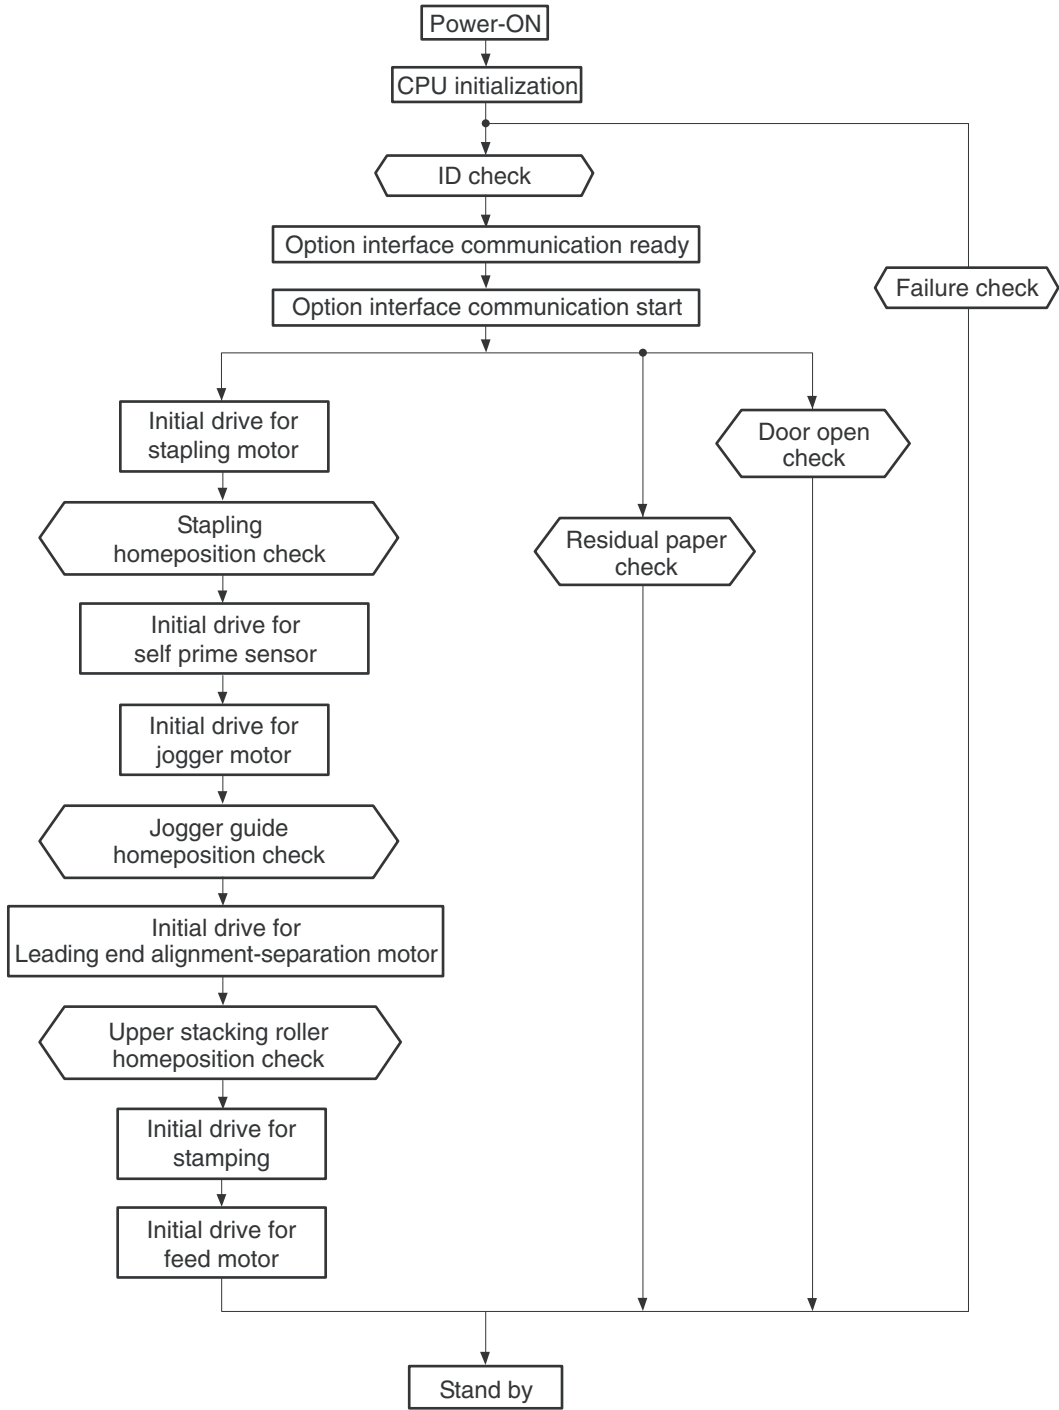 Power-ON
CPU initialization
ID check
Option interface communication ready
Failure check
Option interface communication start
Initial drive for
stapling motor
Door open
check
Stapling
homeposition check
Residual paper
check
Initial drive for
self prime sensor
Initial drive for
jogger motor
Jogger guide
homeposition check
Initial drive for
Leading end alignment-separation motor
Upper stacking roller
homeposition check
Initial drive for
stamping
Initial drive for
feed motor
Stand by